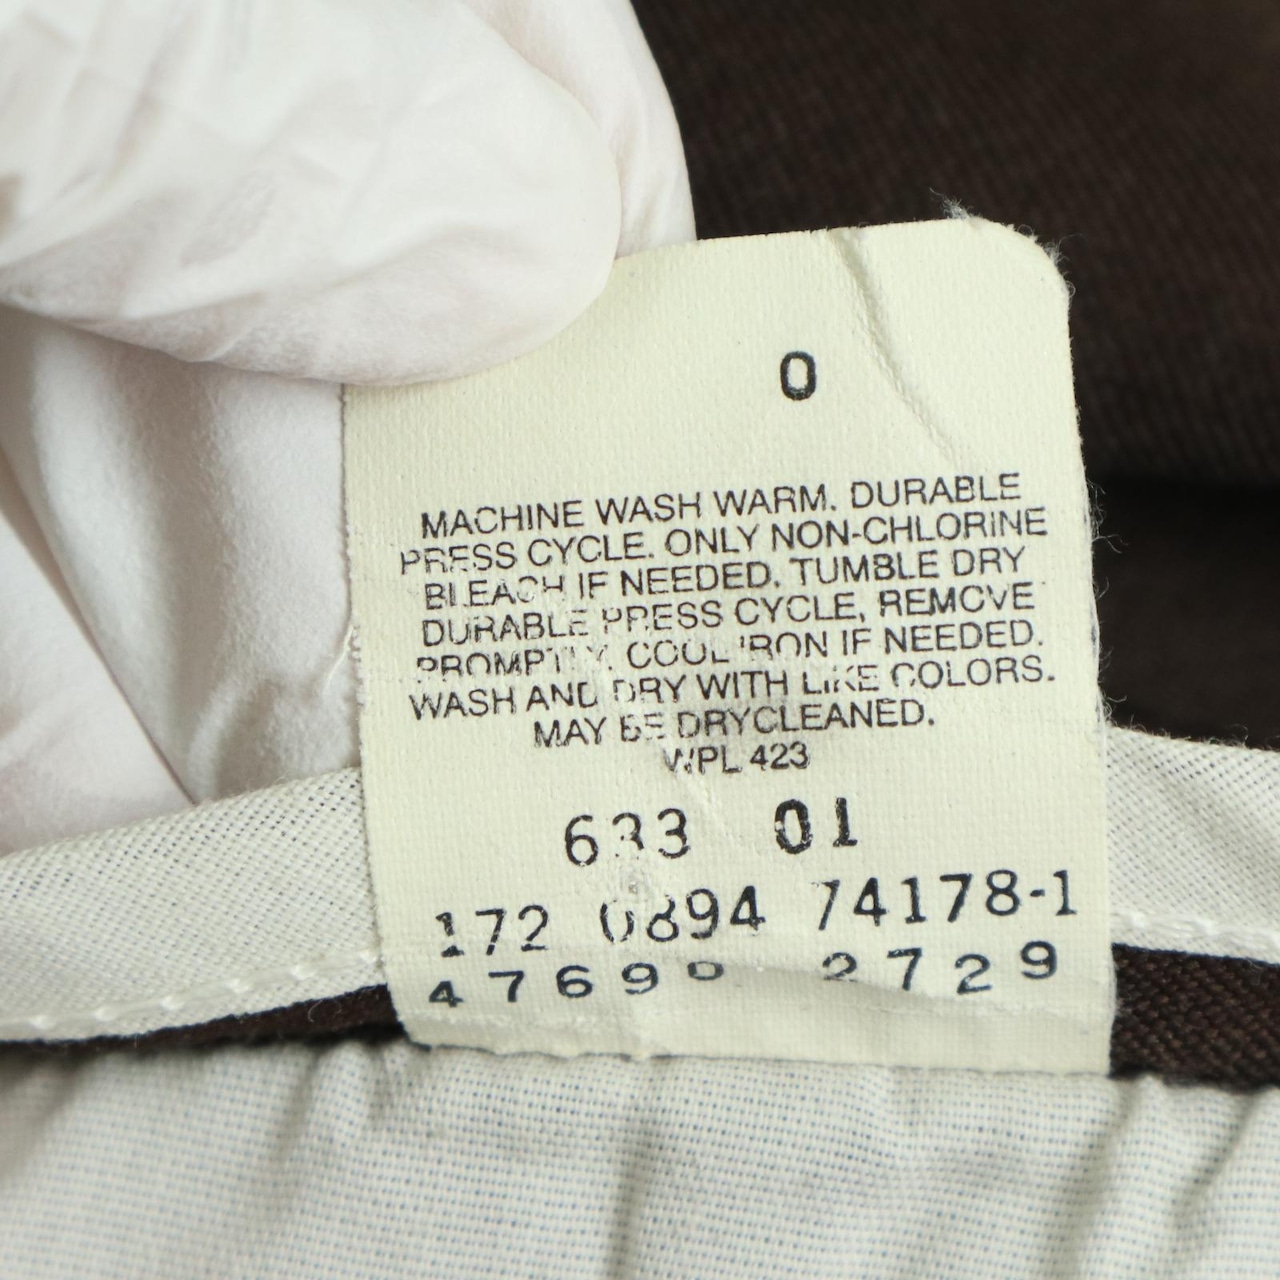 0
MACHINE WASH WARM. DURABLE
PRESS CYCLE. ONLY NON-CHLORINE
BLEACH IF NEEDED. TUMBLE DRY
DURABLE PRESS CYCLE, REMOVE
PROMPTLY. COOL IRON IF NEEDED.
WASH AND DRY WITH LIKE COLORS.
MAY BE DRYCLEANED.
WPL 423
633 01
172 0894 74178-1
2729